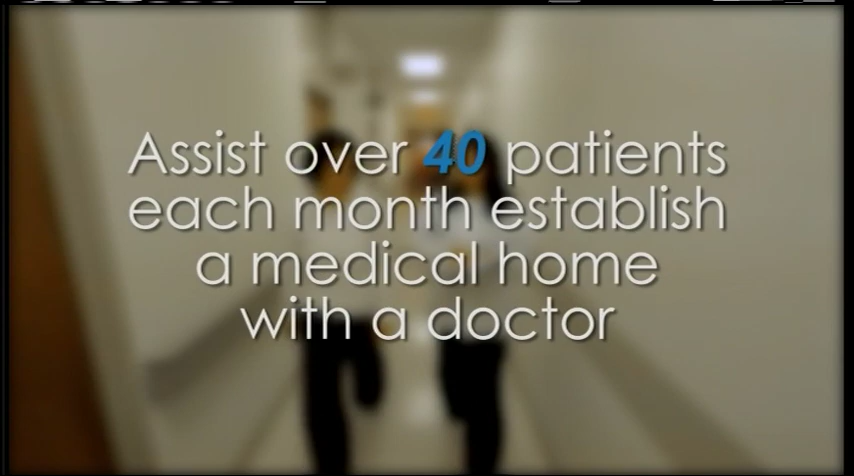 Assist over 40 patients
each month establish
a medical home
with a doctor